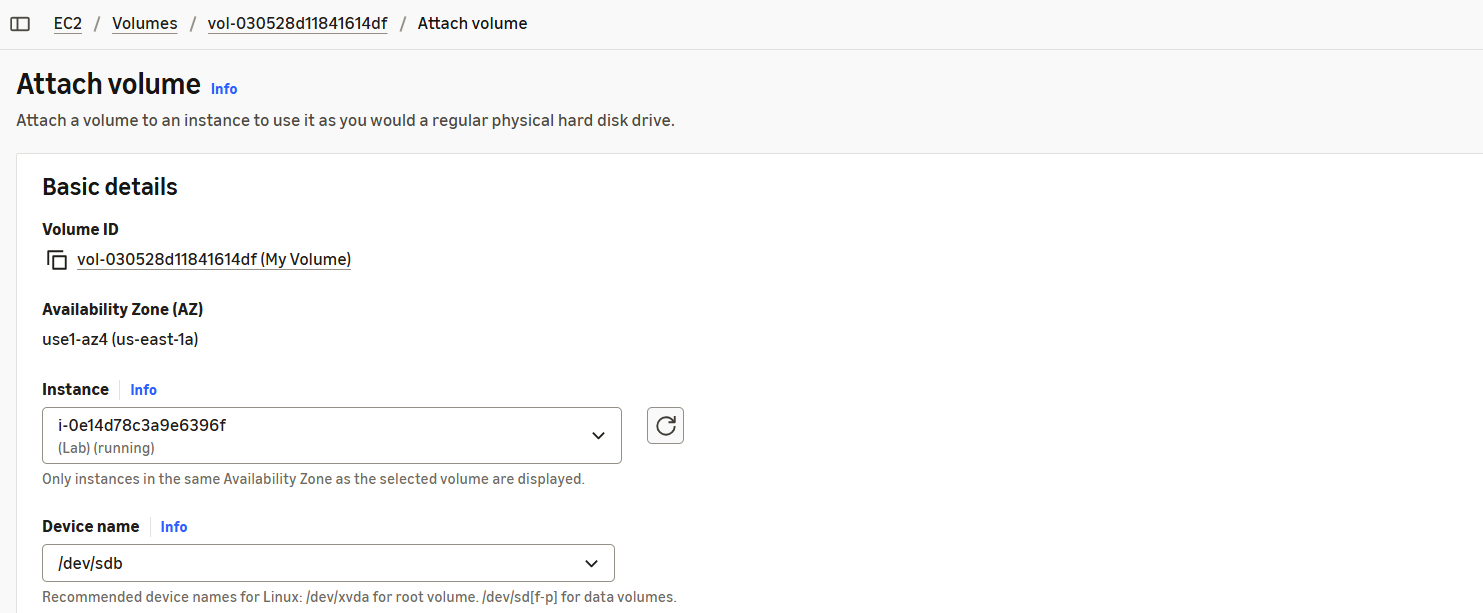 EC2 / Volumes / vol-030528d11841614df / Attach volume
Attach volume Info
Attach a volume to an instance to use it as you would a regular physical hard disk drive.
Basic details
Volume ID
vol-030528d11841614df (My Volume)
Availability Zone (AZ)
use1-az4 (us-east-1a)
Instance Info
i-0e14d78c3a9e6396f
(Lab) (running)
Only instances in the same Availability Zone as the selected volume are displayed.
Device name Info
/dev/sdb
Recommended device names for Linux: /dev/xvda for root volume. /dev/sd[f-p] for data volumes.